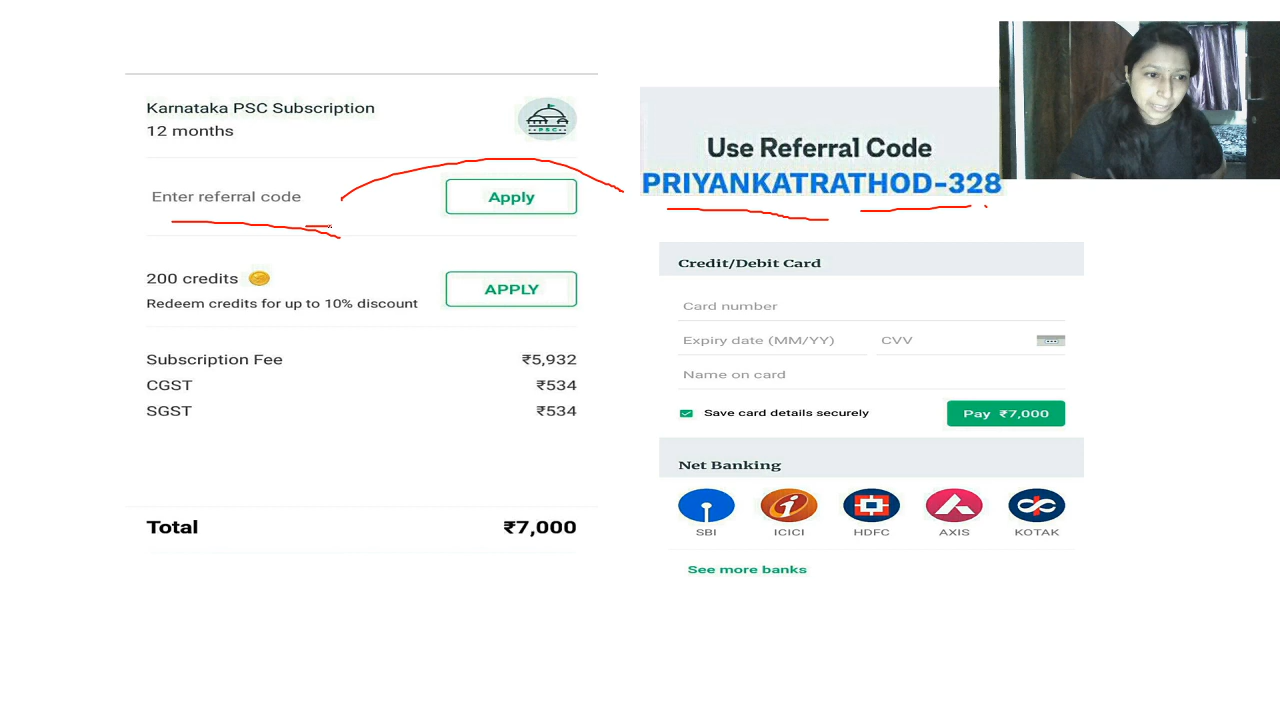 Karnataka PSC Subscription
12 months
PSC
Enter referral code
Apply
200 credits
APPLY
Redeem credits for up to 10% discount
Subscription Fee ₹5,932
CGST ₹534
SGST ₹534
Total ₹7,000
Use Referral Code
PRIYANKATRATHOD-328
Credit/Debit Card
Card number
Expiry date (MM/YY) CVV
Name on card
Save card details securely
Pay ₹7,000
Net Banking
SBI ICICI HDFC AXIS KOTAK
See more banks